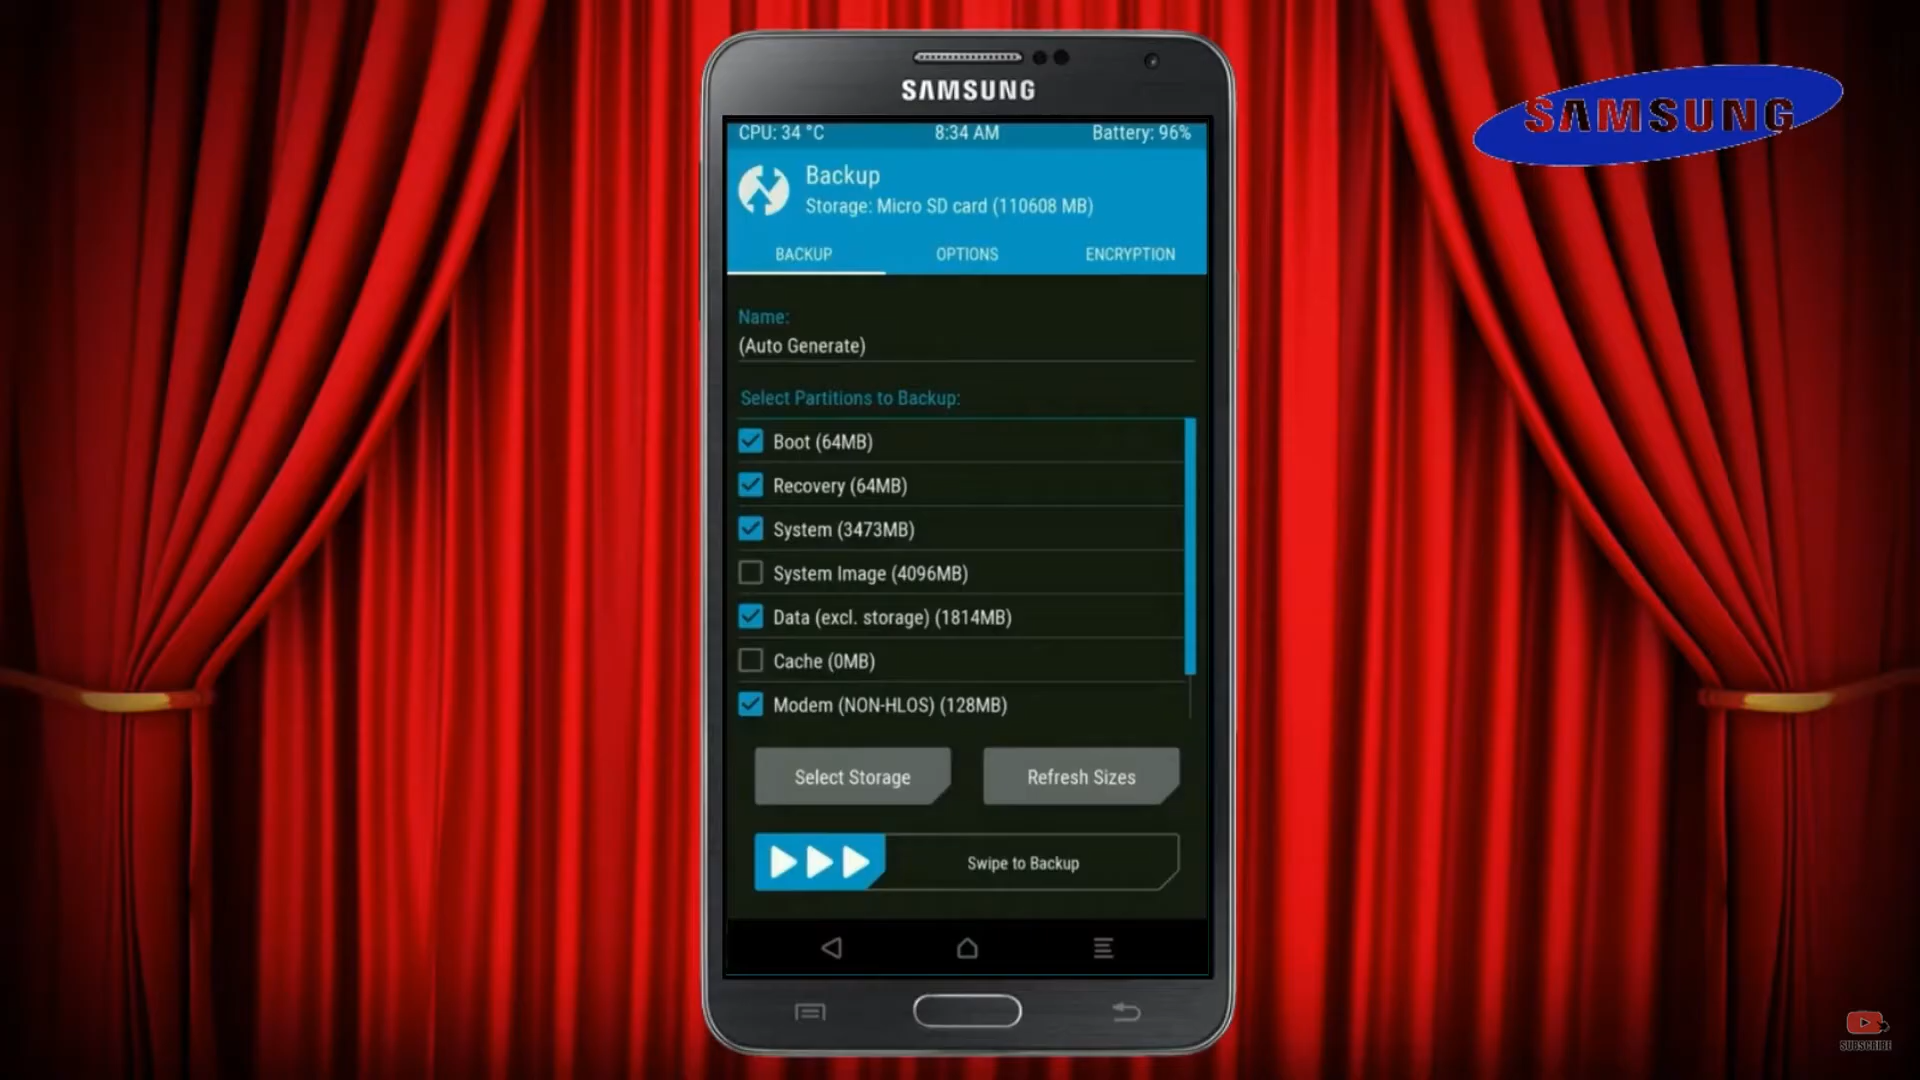 SAMSUNG
SAMSUNG
CPU: 34 °C 8:34 AM Battery: 96%
Backup
Storage: Micro SD card (110608 MB)
BACKUP OPTIONS ENCRYPTION
Name:
(Auto Generate)
Select Partitions to Backup:
Boot (64MB)
Recovery (64MB)
System (3473MB)
System Image (4096MB)
Data (excl. storage) (1814MB)
Cache (0MB)
Modem (NON-HLOS) (128MB)
Select Storage Refresh Sizes
Swipe to Backup
SUBSCRIBE